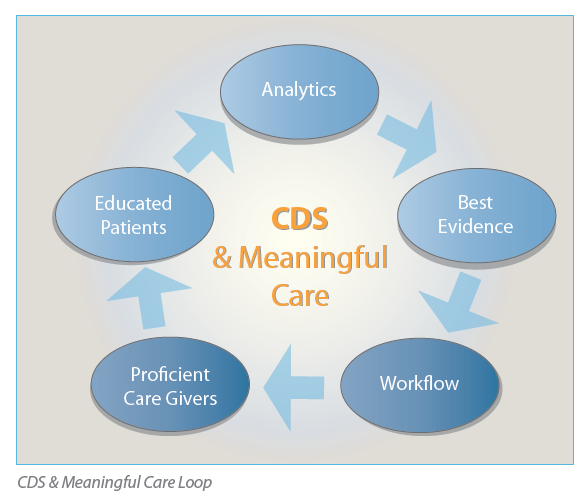 Analytics
Best
Evidence
Workflow
Proficient
Care Givers
Educated
Patients
CDS
& Meaningful
Care
CDS & Meaningful Care Loop